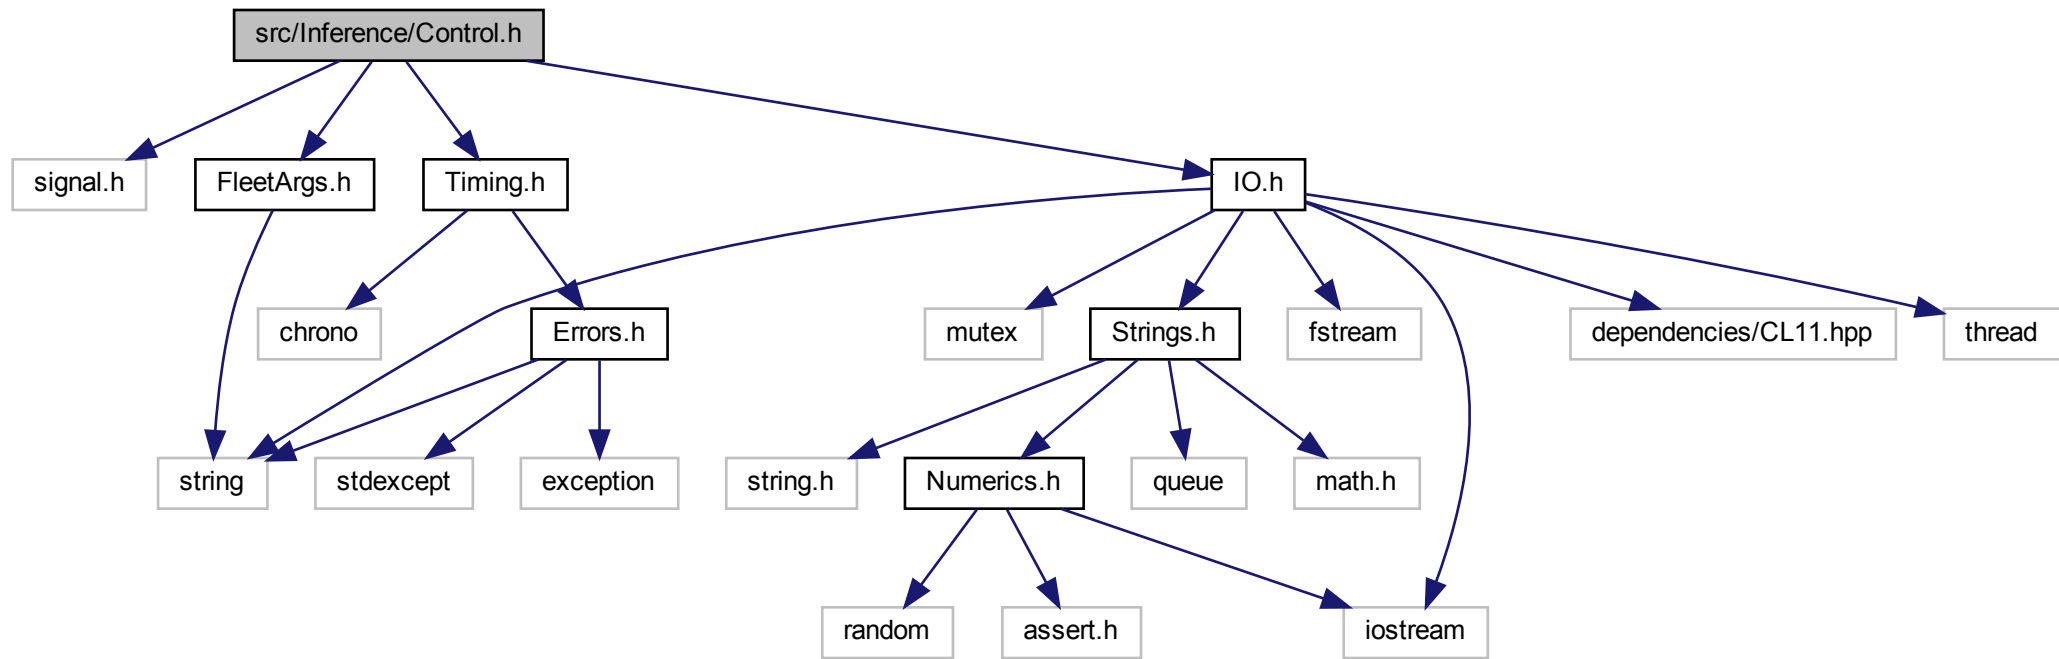 src/Inference/Control.h
signal.h
FleetArgs.h
Timing.h
IO.h
chrono
Errors.h
mutex
Strings.h
fstream
dependencies/CL11.hpp
thread
string
stdexcept
exception
string.h
Numerics.h
queue
math.h
random
assert.h
iostream